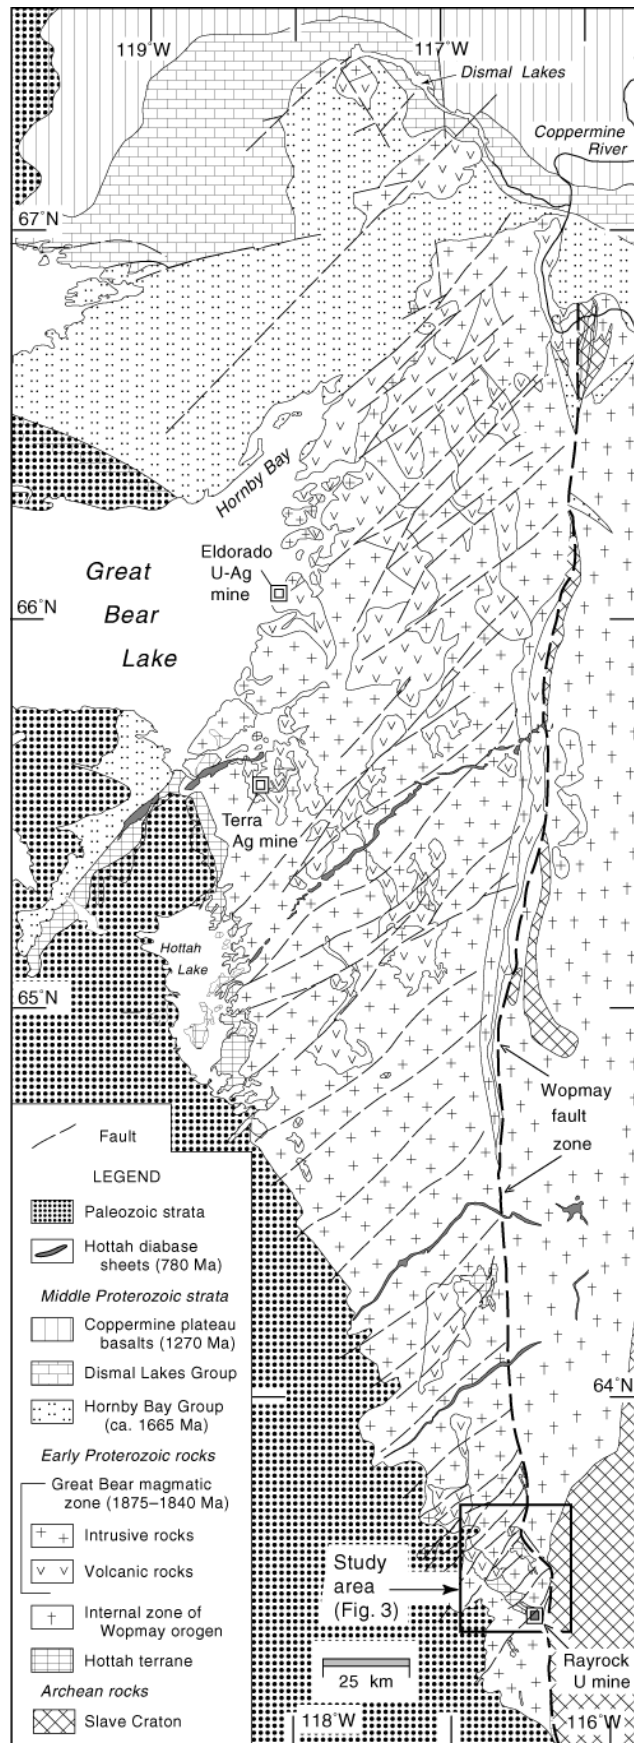 119°W
117°W
Dismal Lakes
Coppermine
River
67°N
Hornby Bay
Eldorado
U-Ag
mine
Great
Bear
Lake
66°N
Terra
Ag mine
Hottah
Lake
65°N
Wopmay
fault
zone
Fault
LEGEND
Paleozoic strata
Hottah diabase
sheets (780 Ma)
Middle Proterozoic strata
Coppermine plateau
basalts (1270 Ma)
Dismal Lakes Group
Hornby Bay Group
(ca. 1665 Ma)
64°N
Early Proterozoic rocks
Great Bear magmatic
zone (1875–1840 Ma)
Intrusive rocks
Volcanic rocks
Internal zone of
Wopmay orogen
Hottah terrane
Archean rocks
Slave Craton
Study
area
(Fig. 3)
25 km
Rayrock
U mine
118°W
116°W